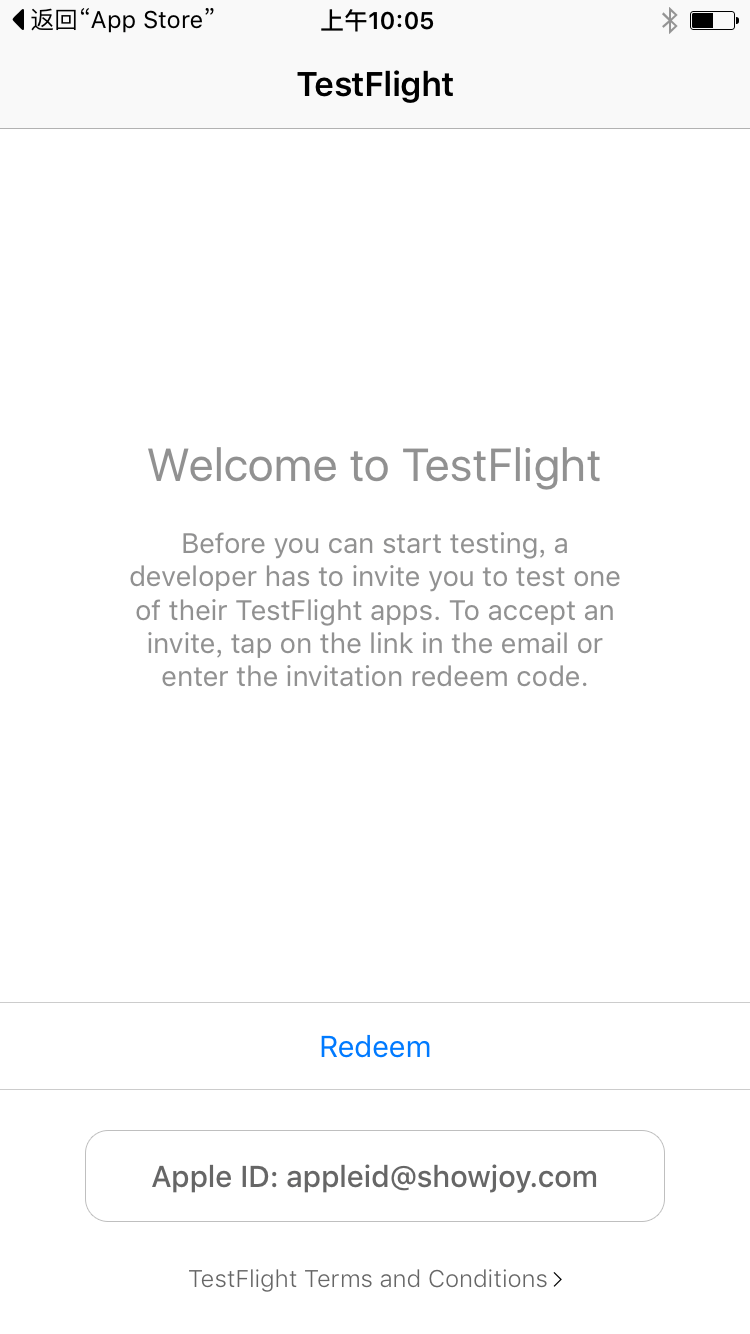 返回“App Store” 上午10:05
TestFlight
Welcome to TestFlight
Before you can start testing, a
developer has to invite you to test one
of their TestFlight apps. To accept an
invite, tap on the link in the email or
enter the invitation redeem code.
Redeem
Apple ID: appleid@showjoy.com
TestFlight Terms and Conditions